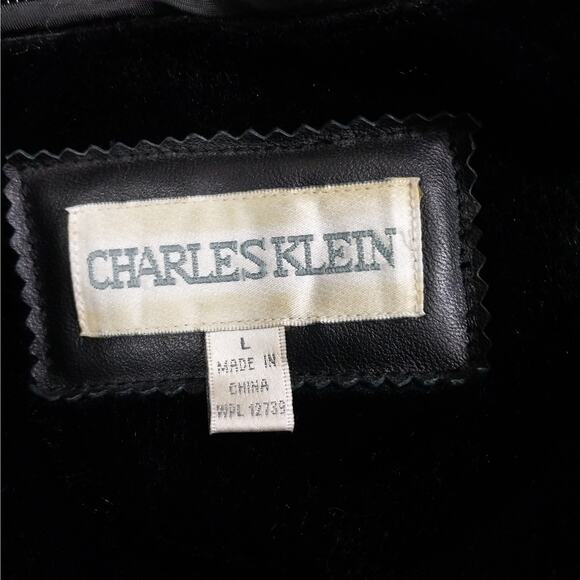 CHARLES KLEIN
L
MADE IN
CHINA
WPL 12739